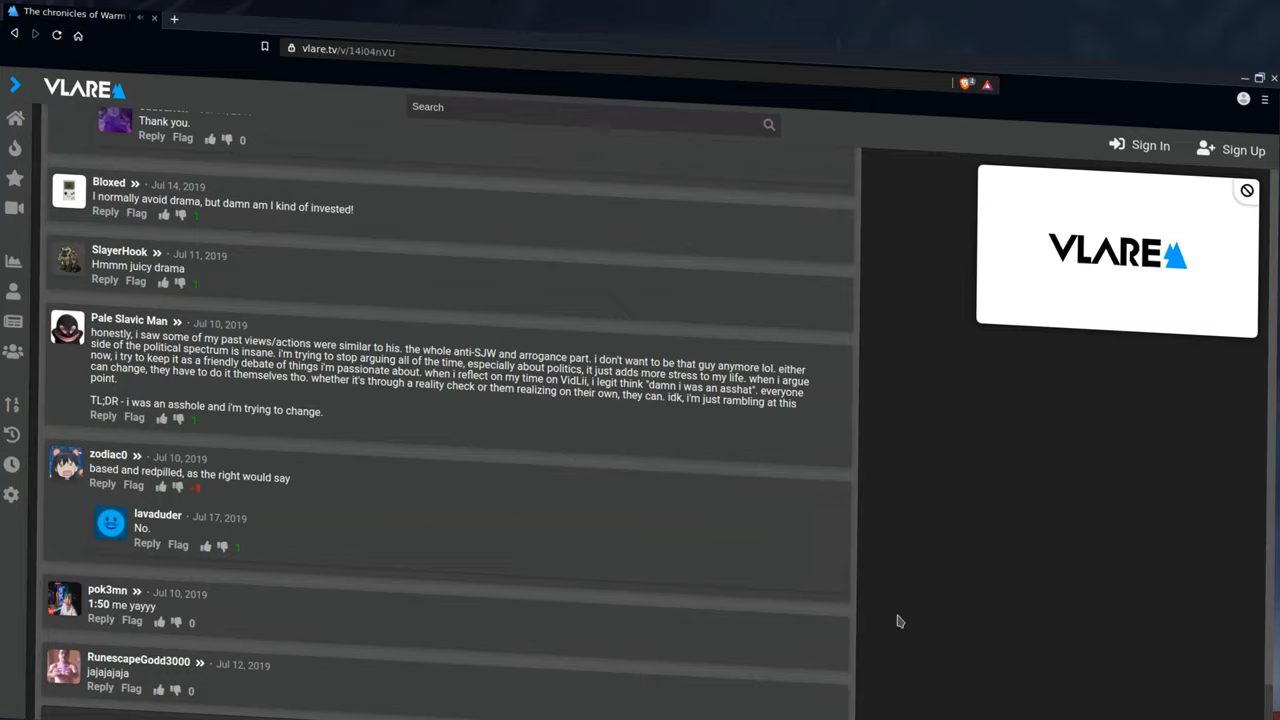 The chronicles of Warm
vlare.tv/v/14i04nVU
VLARE
Search
Sign In
Sign Up
VLARE
Thank you.
Reply Flag 0
Bloxed » · Jul 14, 2019
I normally avoid drama, but damn am I kind of invested!
Reply Flag 1
SlayerHook » · Jul 11, 2019
Hmmm juicy drama
Reply Flag 1
Pale Slavic Man » · Jul 10, 2019
honestly, i saw some of my past views/actions were similar to his. the whole anti-SJW and arrogance part. i don't want to be that guy anymore lol. either
side of the political spectrum is insane. i'm trying to stop arguing all of the time, especially about politics, it just adds more stress to my life. when i argue
now, i try to keep it as a friendly debate of things i'm passionate about. when i reflect on my time on VidLii, i legit think "damn i was an asshat". everyone
can change, they have to do it themselves tho. whether it's through a reality check or them realizing on their own, they can. idk, i'm just rambling at this
point.
TL;DR - i was an asshole and i'm trying to change.
Reply Flag 1
zodiac0 » · Jul 10, 2019
based and redpilled, as the right would say
Reply Flag
lavaduder · Jul 17, 2019
No.
Reply Flag 1
pok3mn » · Jul 10, 2019
1:50 me yayyy
Reply Flag 0
RunescapeGodd3000 » · Jul 12, 2019
jajajajaja
Reply Flag 0